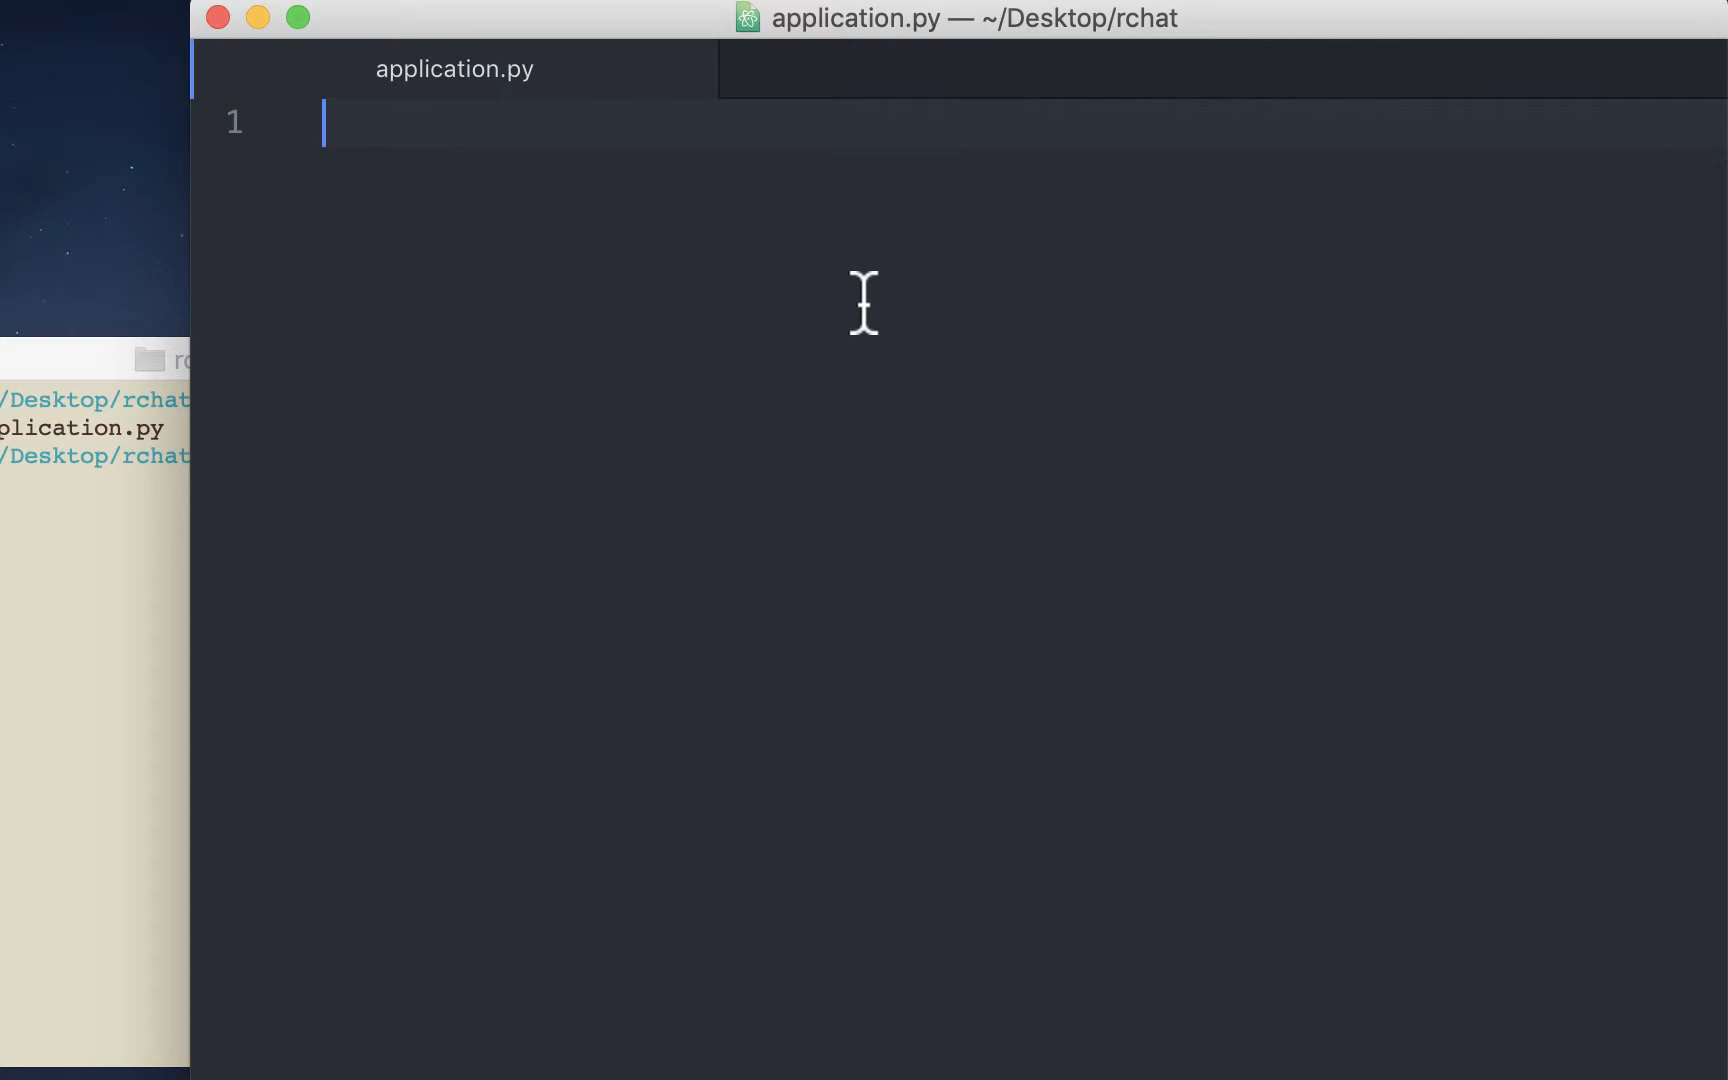 application.py — ~/Desktop/rchat
application.py
1
/Desktop/rchat
plication.py
/Desktop/rchat